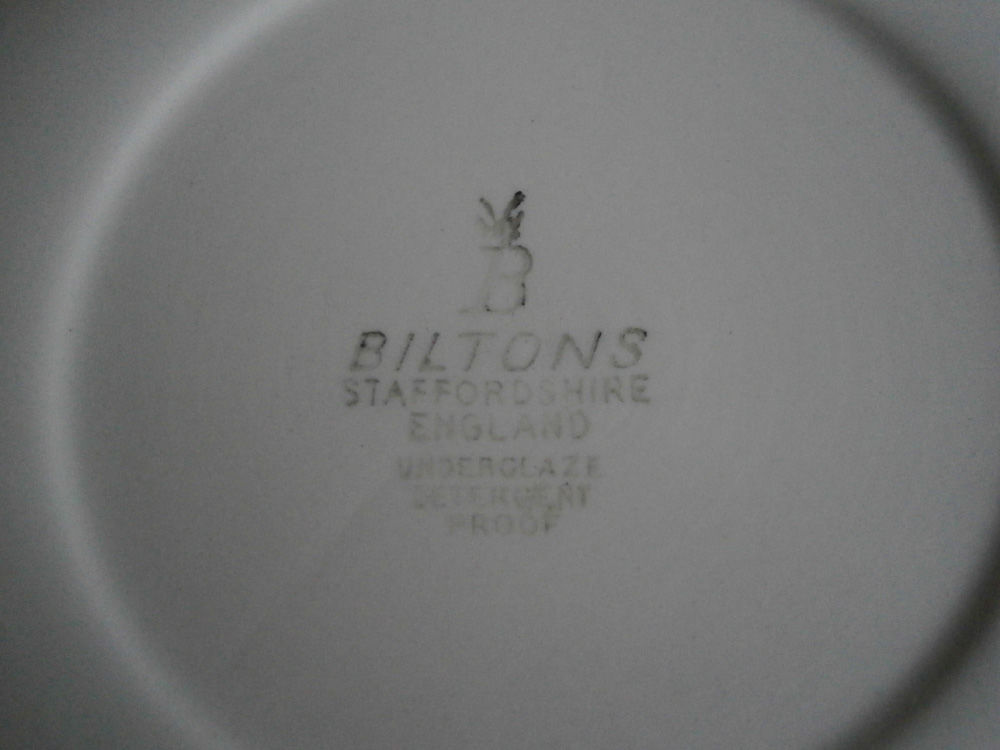 B
BILTONS
STAFFORDSHIRE
ENGLAND
UNDERGLAZE
DETERGENT
PROOF